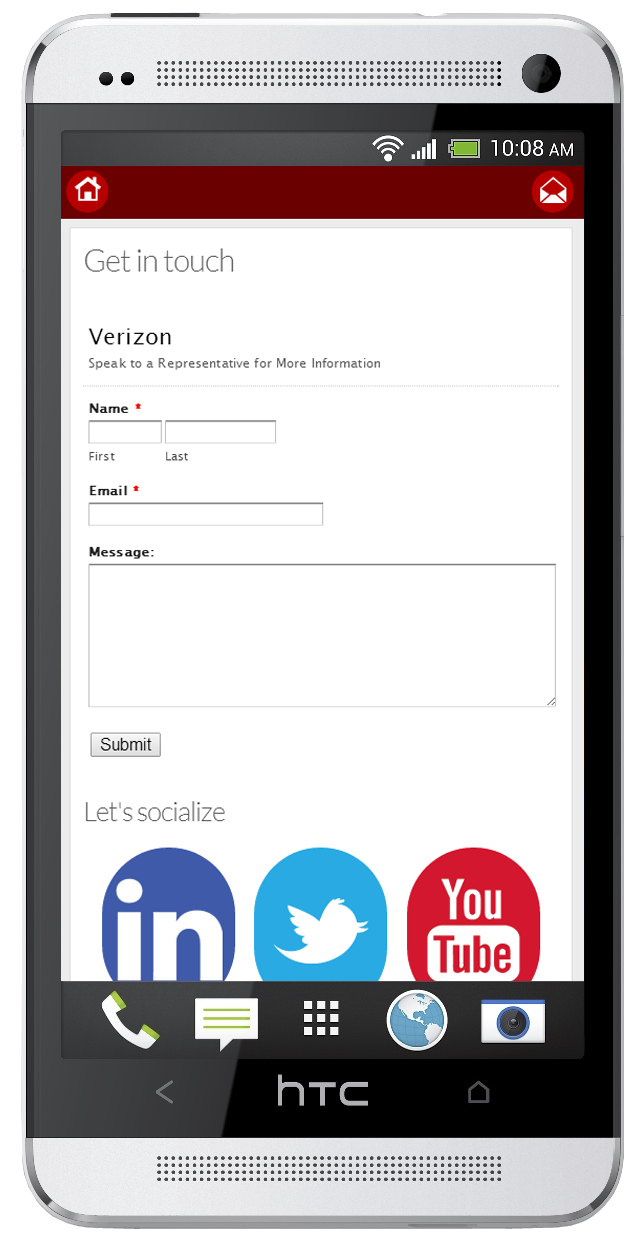 10:08 AM
Get in touch
Verizon
Speak to a Representative for More Information
Name *
First Last
Email *
Message:
Submit
Let's socialize
in
You
Tube
hTC